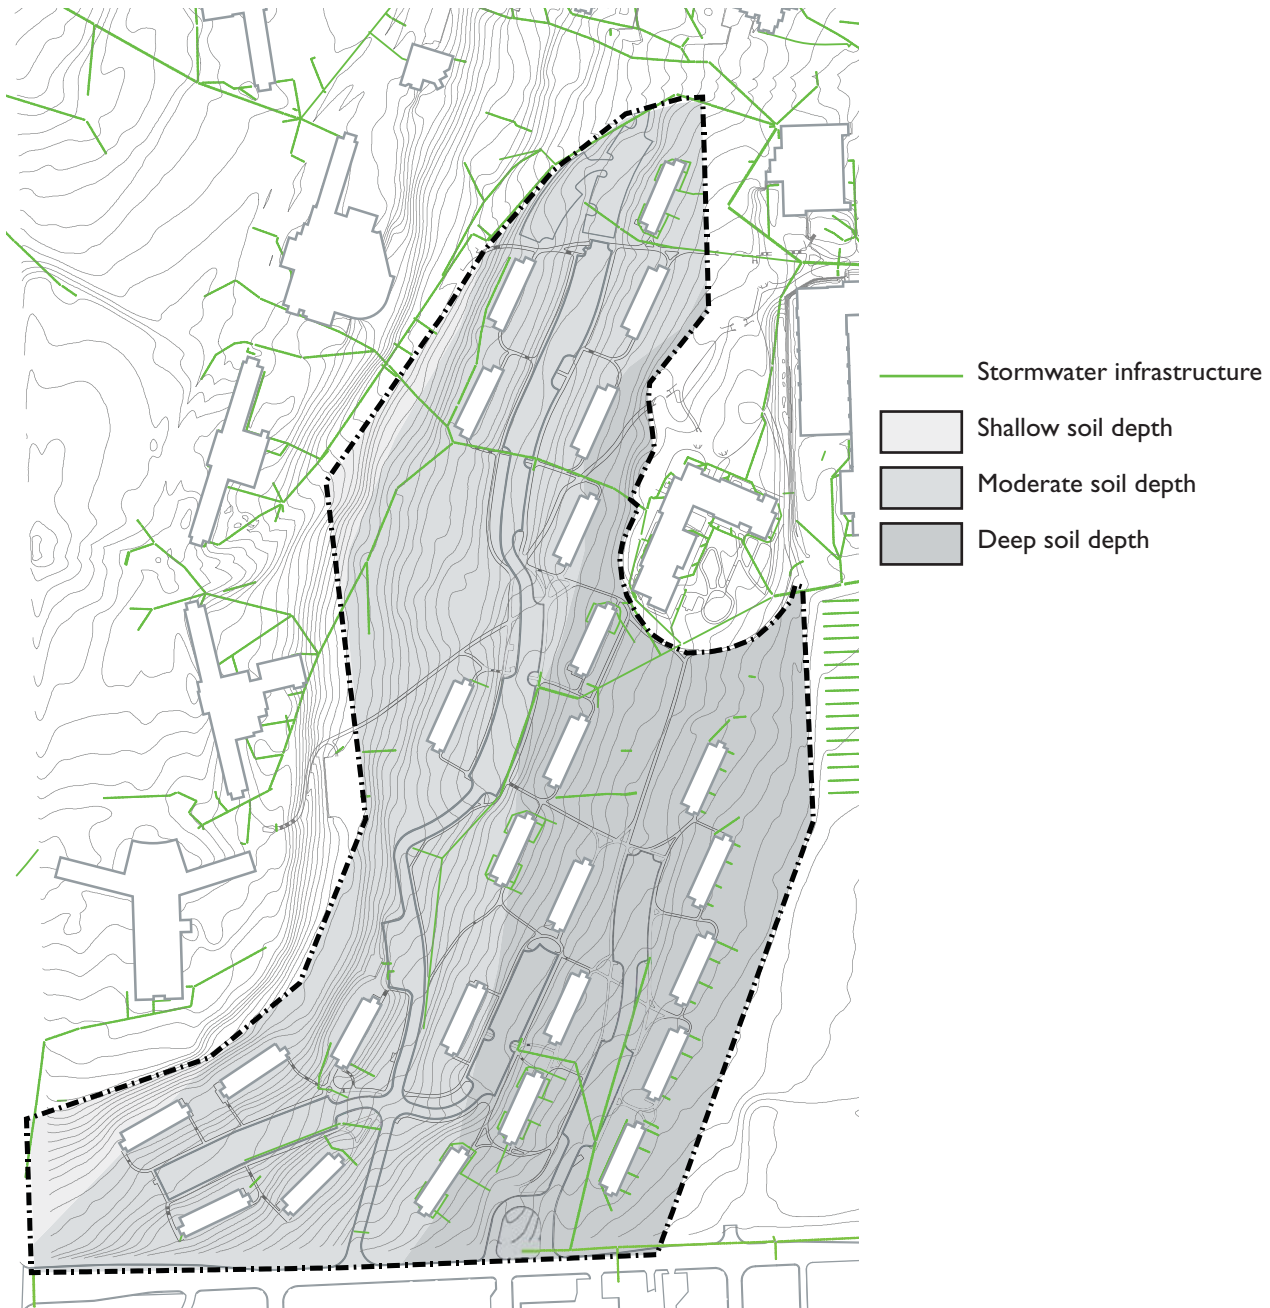 Stormwater infrastructure
Shallow soil depth
Moderate soil depth
Deep soil depth